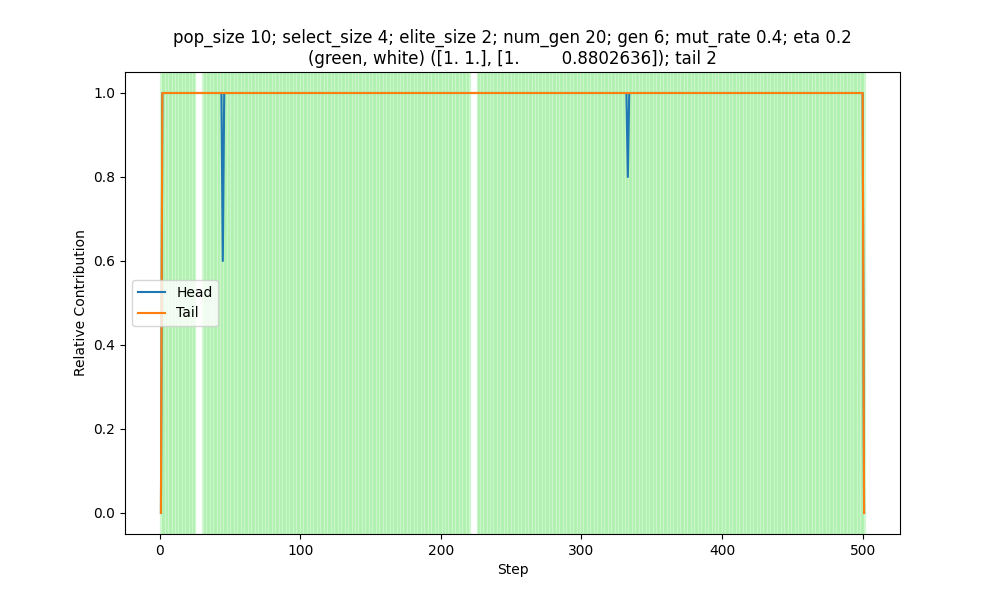 pop_size 10; select_size 4; elite_size 2; num_gen 20; gen 6; mut_rate 0.4; eta 0.2
(green, white) ([1. 1.], [1.        0.8802636]); tail 2
1.0
0.8
0.6
0.4
0.2
0.0
Relative Contribution
Head
Tail
0
100
200
300
400
500
Step